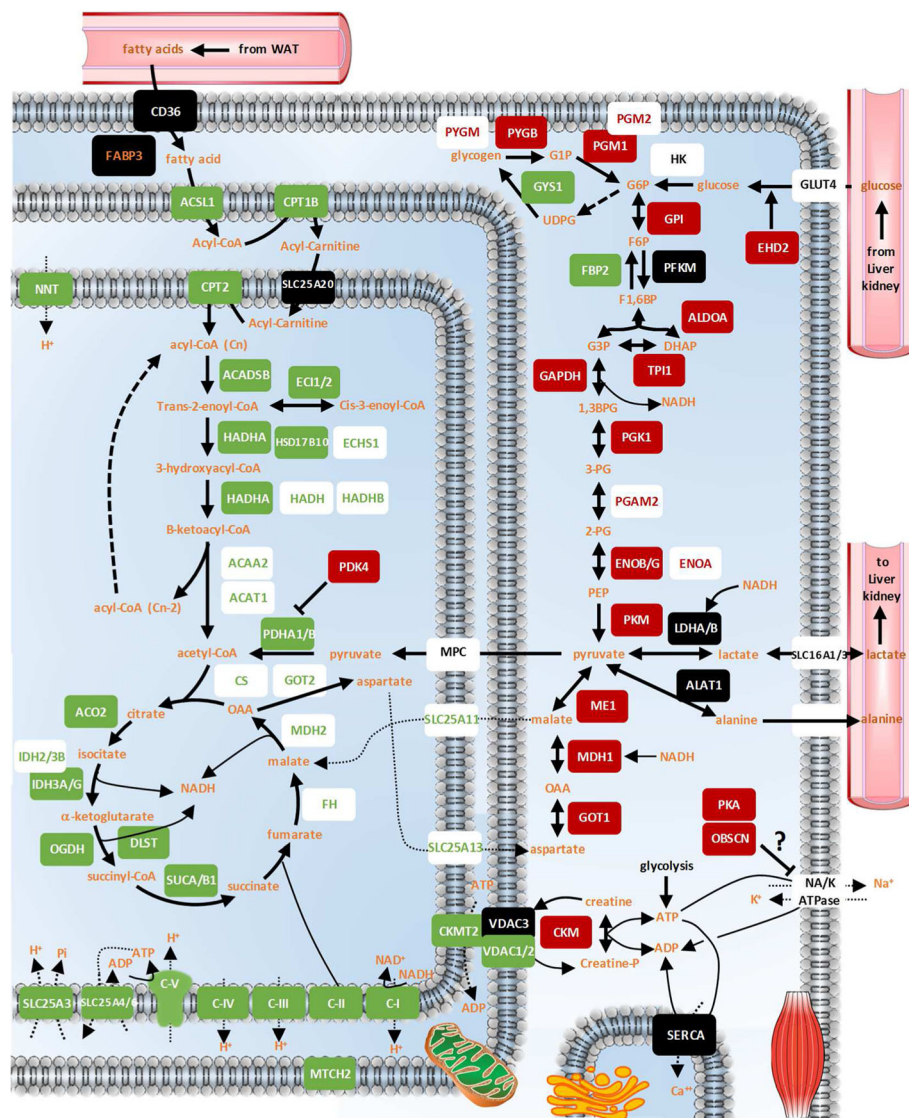 fatty acids
from WAT
CD36
FABP3
fatty acid
ACSL1
CPT1B
Acyl-CoA
Acyl-Carnitine
NNT
CPT2
SLC25A20
H⁺
Acyl-Carnitine
acyl-CoA (Cn)
ACADSB
ECI1/2
Trans-2-enoyl-CoA
Cis-3-enoyl-CoA
HADHA
HSD17B10
ECHS1
3-hydroxyacyl-CoA
HADHA
HADH
HADHB
B-ketoacyl-CoA
ACAA2
ACAT1
PDK4
acyl-CoA (Cn-2)
PDHA1/B
acetyl-CoA
pyruvate
MPC
CS
GOT2
aspartate
ACO2
citrate
OAA
MDH2
SLC25A11
IDH2/3B
isocitate
malate
IDH3A/G
NADH
FH
α-ketoglutarate
fumarate
OGDH
DLST
SLC25A13
succinyl-CoA
SUCA/B1
succinate
PYGM
PYGB
PGM2
glycogen
G1P
PGM1
HK
GYS1
G6P
glucose
GLUT4
glucose
UDPG
GPI
EHD2
from
Liver
kidney
F6P
FBP2
PFKM
F1,6BP
ALDOA
G3P
DHAP
GAPDH
TPI1
1,3BPG
NADH
PGK1
3-PG
PGAM2
2-PG
ENOB/G
ENOA
PEP
NADH
PKM
LDHA/B
to
Liver
kidney
pyruvate
lactate
SLC16A1/3
lactate
ALAT1
ME1
malate
alanine
alanine
MDH1
NADH
OAA
GOT1
aspartate
PKA
OBSCN
?
glycolysis
NA/K
ATPase
Na⁺
K⁺
ATP
creatine
CKMT2
VDAC3
VDAC1/2
CKM
ATP
ADP
Creatine-P
ADP
H⁺
Pi
ADP
ATP
H⁺
NAD⁺
NADH
SLC25A3
SLC25A4/6
C-V
C-IV
C-III
C-II
C-I
H⁺
H⁺
H⁺
MTCH2
SERCA
Ca⁺⁺